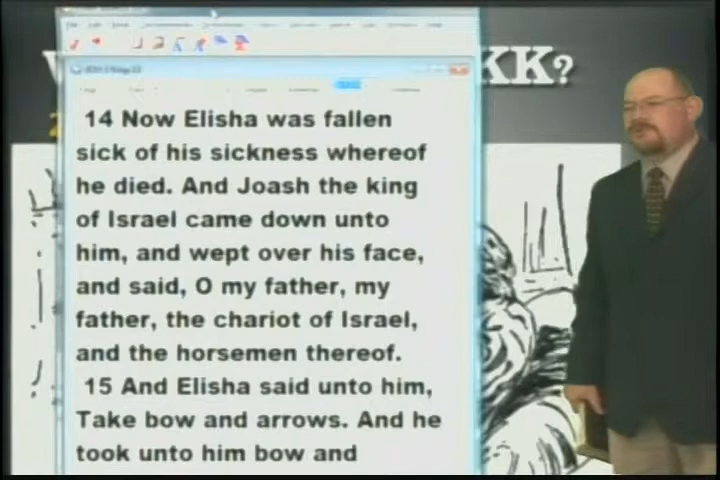 KK?
14 Now Elisha was fallen
sick of his sickness whereof
he died. And Joash the king
of Israel came down unto
him, and wept over his face,
and said, O my father, my
father, the chariot of Israel,
and the horsemen thereof.
15 And Elisha said unto him,
Take bow and arrows. And he
took unto him bow and